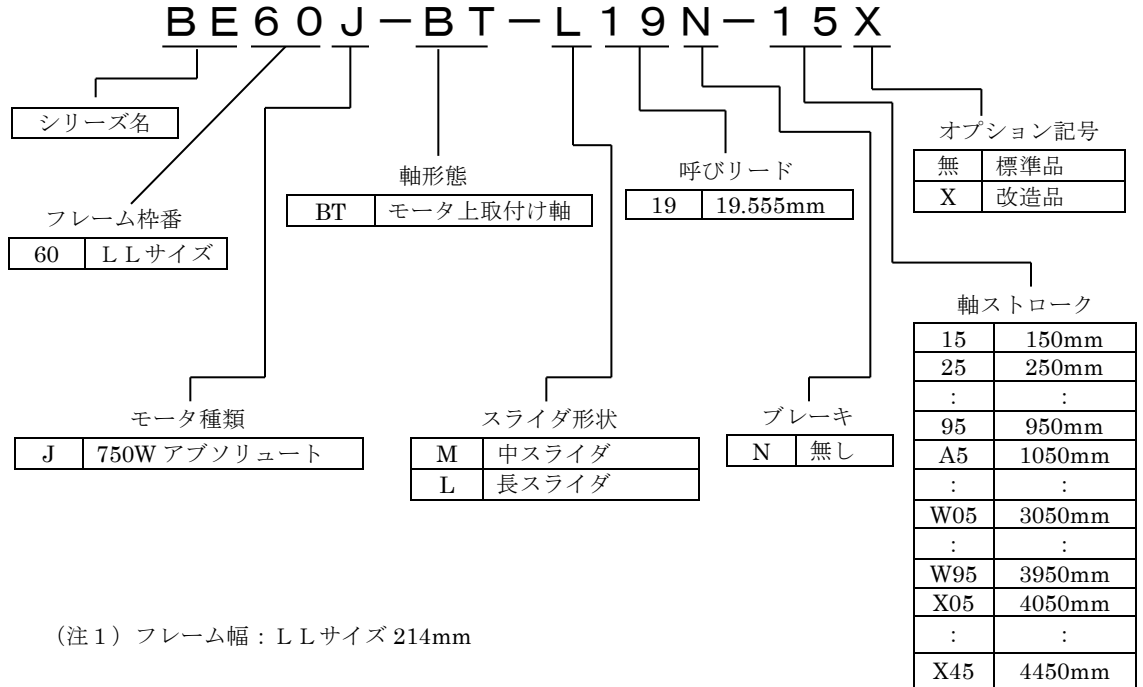 ＢＥ６０Ｊ－ＢＴ－Ｌ１９Ｎ－１５Ｘ
シリーズ名
フレーム枠番
60 ＬＬサイズ
軸形態
BT モータ上取付け軸
呼びリード
19 19.555mm
オプション記号
無 標準品
X 改造品
モータ種類
J 750W アブソリュート
スライダ形状
M 中スライダ
L 長スライダ
ブレーキ
N 無し
軸ストローク
15 150mm
25 250mm
: :
95 950mm
A5 1050mm
: :
W05 3050mm
: :
W95 3950mm
X05 4050mm
: :
X45 4450mm
（注１）フレーム幅：ＬＬサイズ 214mm